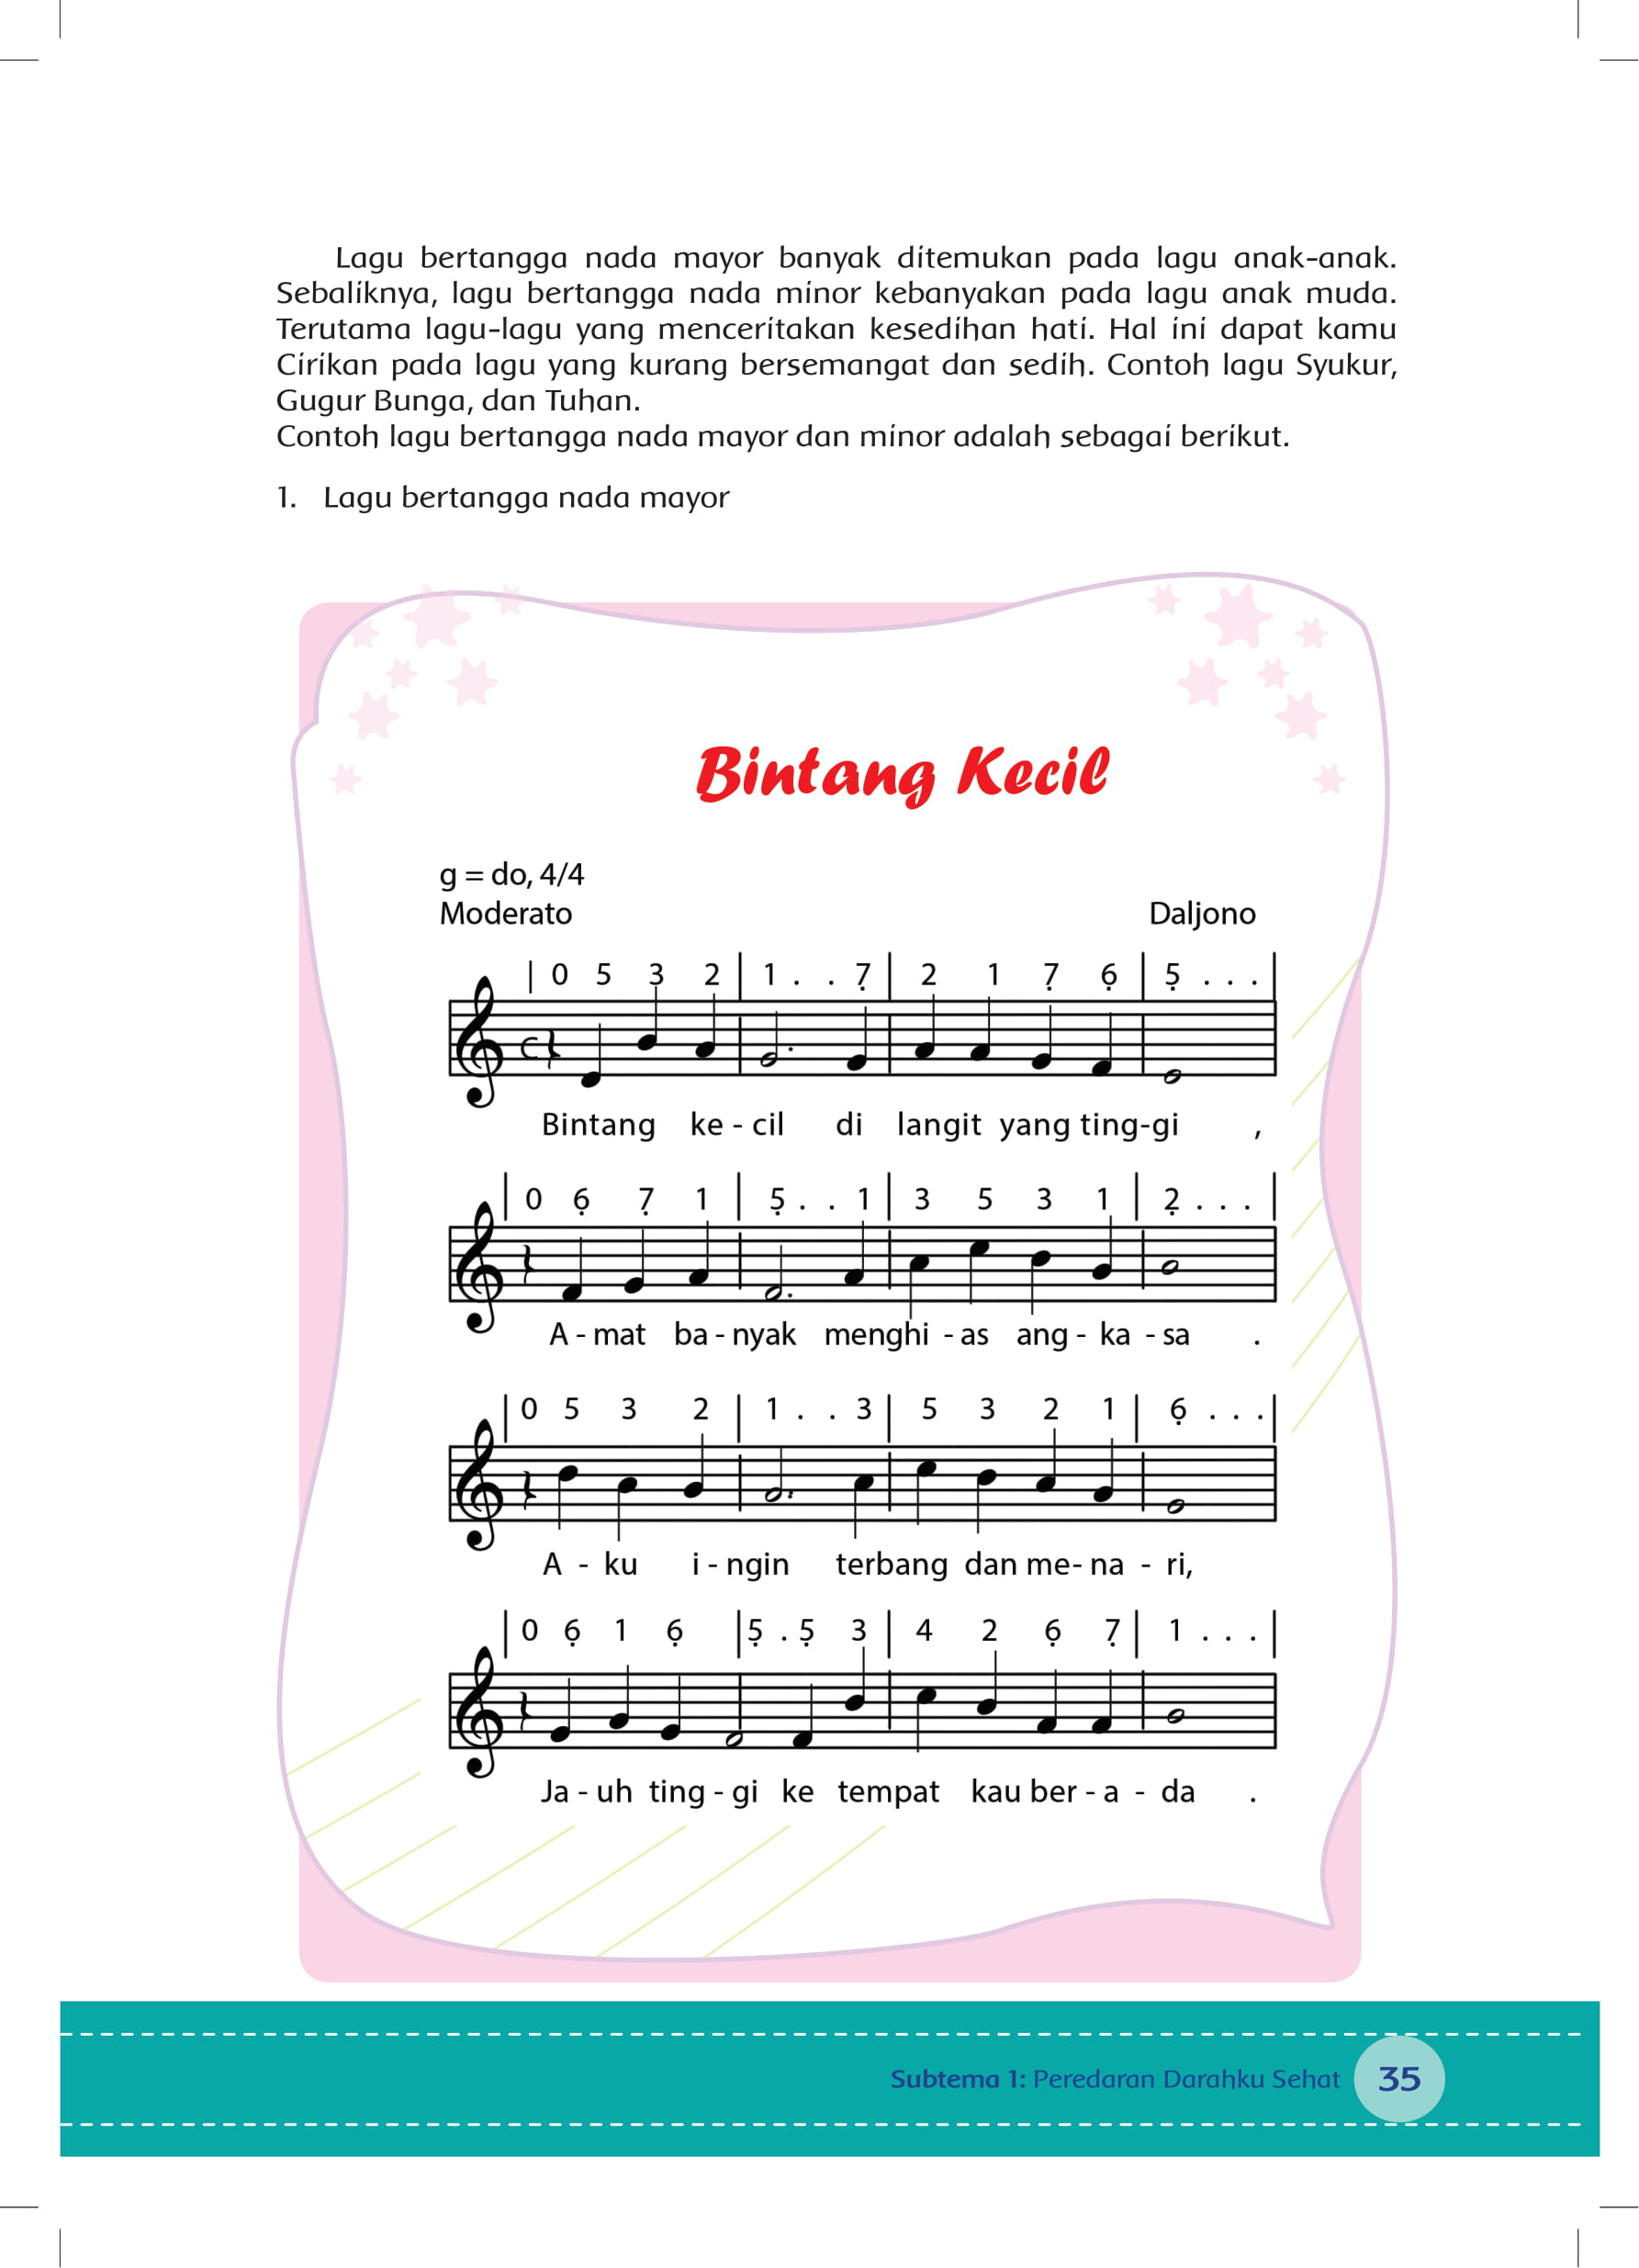 Lagu bertangga nada mayor banyak ditemukan pada lagu anak-anak.
Sebaliknya, lagu bertangga nada minor kebanyakan pada lagu anak muda.
Terutama lagu-lagu yang menceritakan kesedihan hati. Hal ini dapat kamu
Cirikan pada lagu yang kurang bersemangat dan sedih. Contoh lagu Syukur,
Gugur Bunga, dan Tuhan.
Contoh lagu bertangga nada mayor dan minor adalah sebagai berikut.
1. Lagu bertangga nada mayor
Bintang Kecil
g = do, 4/4
Moderato
Daljono
| 0 5 3 2 | 1 . . 7̣ | 2 1 7̣ 6̣ | 5̣ . . . |
Bintang ke - cil di langit yang ting-gi ,
| 0 6̣ 7̣ 1 | 5̣ . . 1 | 3 5 3 1 | 2̣ . . . |
A - mat ba - nyak menghi - as ang - ka - sa .
| 0 5 3 2 | 1 . . 3 | 5 3 2 1 | 6̣ . . . |
A - ku i - ngin terbang dan me- na - ri,
| 0 6̣ 1 6̣ | 5̣ . 5̣ 3 | 4 2 6̣ 7̣ | 1 . . . |
Ja - uh ting - gi ke tempat kau ber - a - da .
Subtema 1: Peredaran Darahku Sehat 35